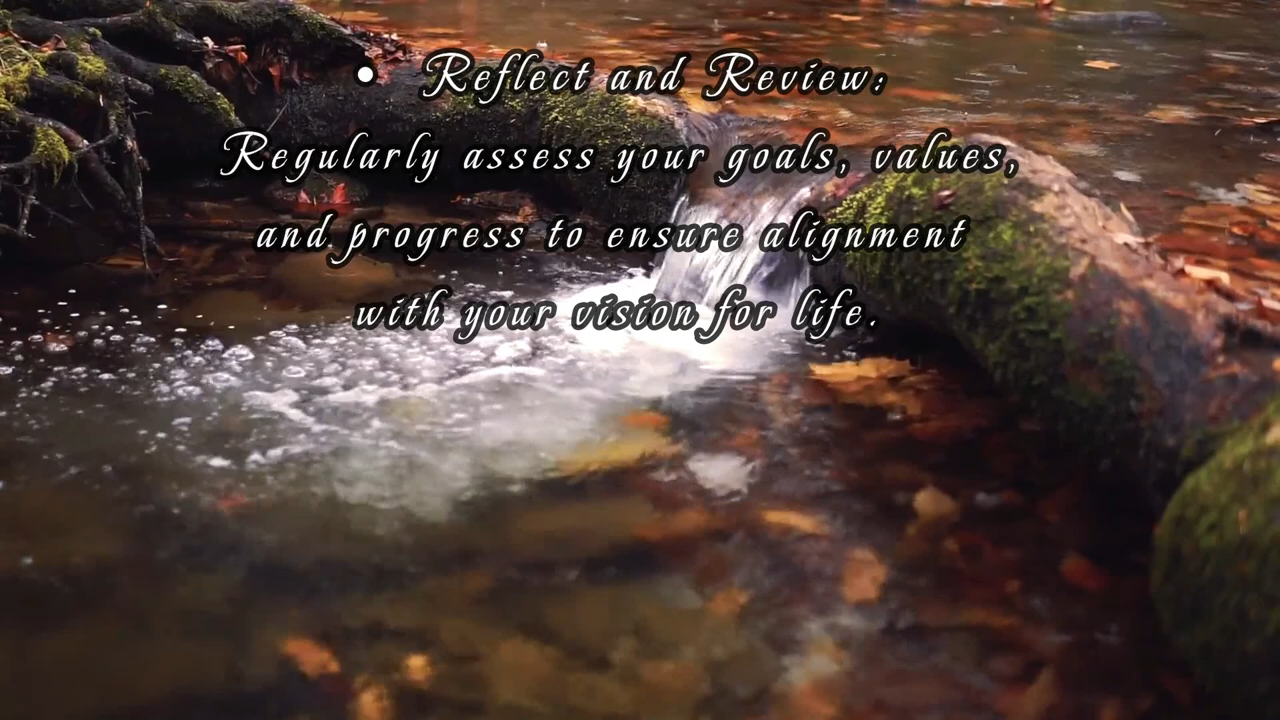 • Reflect and Review:
Regularly assess your goals, values,
and progress to ensure alignment
with your vision for life.